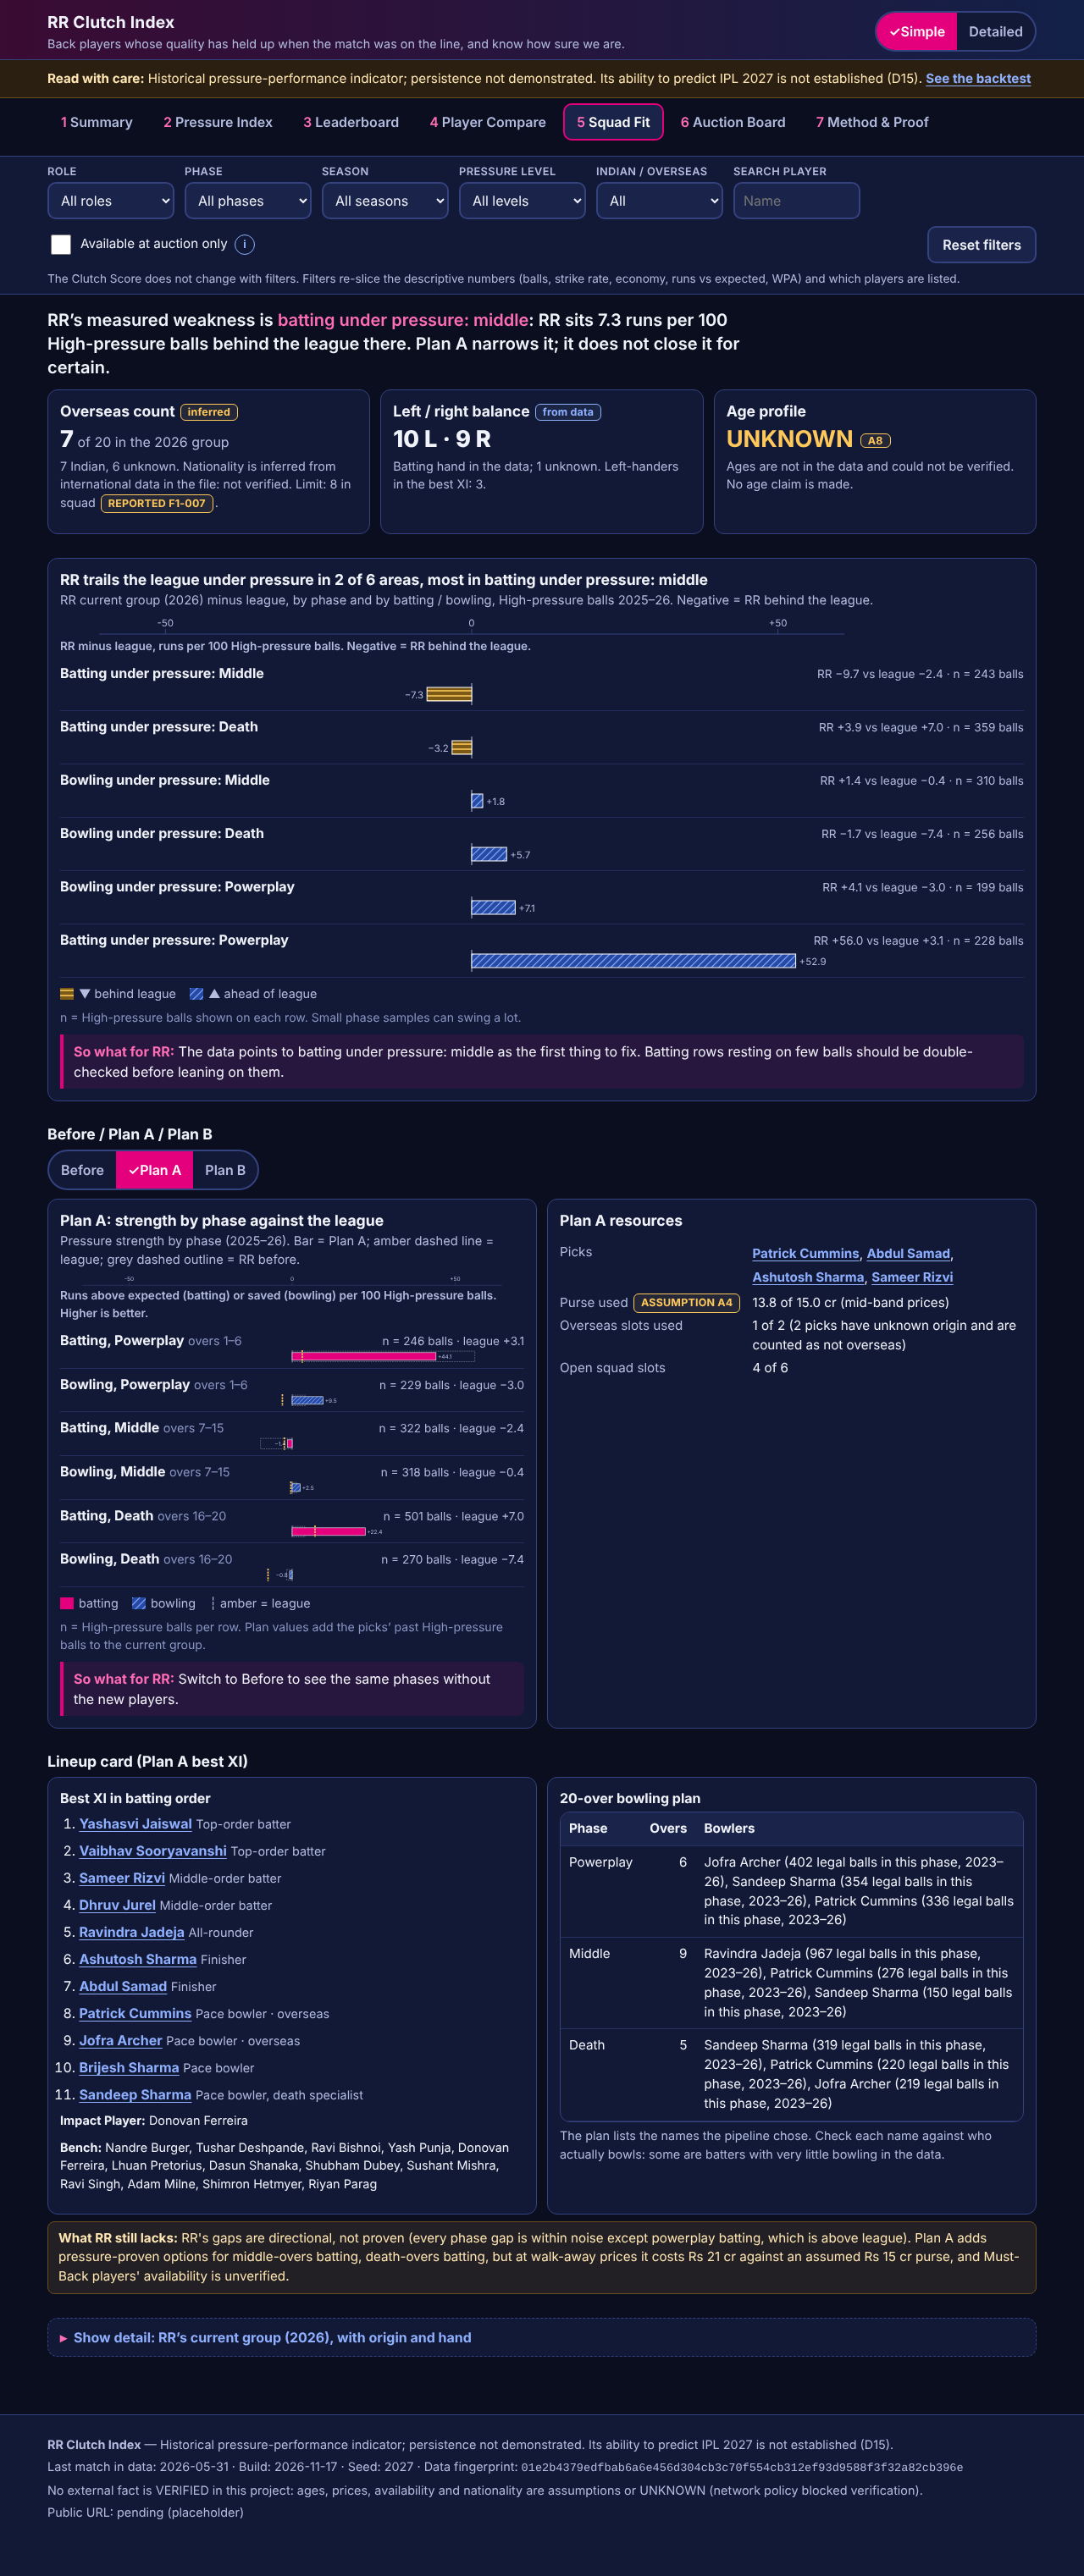 RR Clutch Index
Back players whose quality has held up when the match was on the line, and know how sure we are.
✓Simple Detailed
Read with care: Historical pressure-performance indicator; persistence not demonstrated. Its ability to predict IPL 2027 is not established (D15). See the backtest
1 Summary 2 Pressure Index 3 Leaderboard 4 Player Compare 5 Squad Fit 6 Auction Board 7 Method & Proof
ROLE PHASE SEASON PRESSURE LEVEL INDIAN / OVERSEAS SEARCH PLAYER
All roles All phases All seasons All levels All Name
Available at auction only i Reset filters
The Clutch Score does not change with filters. Filters re-slice the descriptive numbers (balls, strike rate, economy, runs vs expected, WPA) and which players are listed.
RR's measured weakness is batting under pressure: middle: RR sits 7.3 runs per 100
High-pressure balls behind the league there. Plan A narrows it; it does not close it for
certain.
Overseas count inferred
7 of 20 in the 2026 group
7 Indian, 6 unknown. Nationality is inferred from
international data in the file: not verified. Limit: 8 in
squad REPORTED F1-007 .
Left / right balance from data
10 L · 9 R
Batting hand in the data; 1 unknown. Left-handers
in the best XI: 3.
Age profile
UNKNOWN A8
Ages are not in the data and could not be verified.
No age claim is made.
RR trails the league under pressure in 2 of 6 areas, most in batting under pressure: middle
RR current group (2026) minus league, by phase and by batting / bowling, High-pressure balls 2025–26. Negative = RR behind the league.
-50 0 +50
RR minus league, runs per 100 High-pressure balls. Negative = RR behind the league.
Batting under pressure: Middle RR −9.7 vs league −2.4 · n = 243 balls
−7.3
Batting under pressure: Death RR +3.9 vs league +7.0 · n = 359 balls
−3.2
Bowling under pressure: Middle RR +1.4 vs league −0.4 · n = 310 balls
+1.8
Bowling under pressure: Death RR −1.7 vs league −7.4 · n = 256 balls
+5.7
Bowling under pressure: Powerplay RR +4.1 vs league −3.0 · n = 199 balls
+7.1
Batting under pressure: Powerplay RR +56.0 vs league +3.1 · n = 228 balls
+52.9
▼ behind league ▲ ahead of league
n = High-pressure balls shown on each row. Small phase samples can swing a lot.
So what for RR: The data points to batting under pressure: middle as the first thing to fix. Batting rows resting on few balls should be double-
checked before leaning on them.
Before / Plan A / Plan B
Before ✓Plan A Plan B
Plan A: strength by phase against the league
Pressure strength by phase (2025–26). Bar = Plan A; amber dashed line =
league; grey dashed outline = RR before.
-50 0 +50
Runs above expected (batting) or saved (bowling) per 100 High-pressure balls.
Higher is better.
Batting, Powerplay overs 1–6 n = 246 balls · league +3.1
+44.1
Bowling, Powerplay overs 1–6 n = 229 balls · league −3.0
+9.5
Batting, Middle overs 7–15 n = 322 balls · league −2.4
Bowling, Middle overs 7–15 n = 318 balls · league −0.4
+2.5
Batting, Death overs 16–20 n = 501 balls · league +7.0
+22.4
Bowling, Death overs 16–20 n = 270 balls · league −7.4
batting bowling amber = league
n = High-pressure balls per row. Plan values add the picks' past High-pressure
balls to the current group.
So what for RR: Switch to Before to see the same phases without
the new players.
Plan A resources
Picks Patrick Cummins, Abdul Samad,
Ashutosh Sharma, Sameer Rizvi
Purse used ASSUMPTION A4 13.8 of 15.0 cr (mid-band prices)
Overseas slots used 1 of 2 (2 picks have unknown origin and are
counted as not overseas)
Open squad slots 4 of 6
Lineup card (Plan A best XI)
Best XI in batting order
1. Yashasvi Jaiswal Top-order batter
2. Vaibhav Sooryavanshi Top-order batter
3. Sameer Rizvi Middle-order batter
4. Dhruv Jurel Middle-order batter
5. Ravindra Jadeja All-rounder
6. Ashutosh Sharma Finisher
7. Abdul Samad Finisher
8. Patrick Cummins Pace bowler · overseas
9. Jofra Archer Pace bowler · overseas
10. Brijesh Sharma Pace bowler
11. Sandeep Sharma Pace bowler, death specialist
Impact Player: Donovan Ferreira
Bench: Nandre Burger, Tushar Deshpande, Ravi Bishnoi, Yash Punja, Donovan
Ferreira, Lhuan Pretorius, Dasun Shanaka, Shubham Dubey, Sushant Mishra,
Ravi Singh, Adam Milne, Shimron Hetmyer, Riyan Parag
20-over bowling plan
Phase Overs Bowlers
Powerplay 6 Jofra Archer (402 legal balls in this phase, 2023–
26), Sandeep Sharma (354 legal balls in this
phase, 2023–26), Patrick Cummins (336 legal balls
in this phase, 2023–26)
Middle 9 Ravindra Jadeja (967 legal balls in this phase,
2023–26), Patrick Cummins (276 legal balls in this
phase, 2023–26), Sandeep Sharma (150 legal balls
in this phase, 2023–26)
Death 5 Sandeep Sharma (319 legal balls in this phase,
2023–26), Patrick Cummins (220 legal balls in this
phase, 2023–26), Jofra Archer (219 legal balls in
this phase, 2023–26)
The plan lists the names the pipeline chose. Check each name against who
actually bowls: some are batters with very little bowling in the data.
What RR still lacks: RR's gaps are directional, not proven (every phase gap is within noise except powerplay batting, which is above league). Plan A adds
pressure-proven options for middle-overs batting, death-overs batting, but at walk-away prices it costs Rs 21 cr against an assumed Rs 15 cr purse, and Must-
Back players' availability is unverified.
► Show detail: RR's current group (2026), with origin and hand
RR Clutch Index — Historical pressure-performance indicator; persistence not demonstrated. Its ability to predict IPL 2027 is not established (D15).
Last match in data: 2026-05-31 · Build: 2026-11-17 · Seed: 2027 · Data fingerprint: 01e2b4379edfbab6a6e456d304cb3c70f554cb312ef93d9588f3f32a82cb396e
No external fact is VERIFIED in this project: ages, prices, availability and nationality are assumptions or UNKNOWN (network policy blocked verification).
Public URL: pending (placeholder)